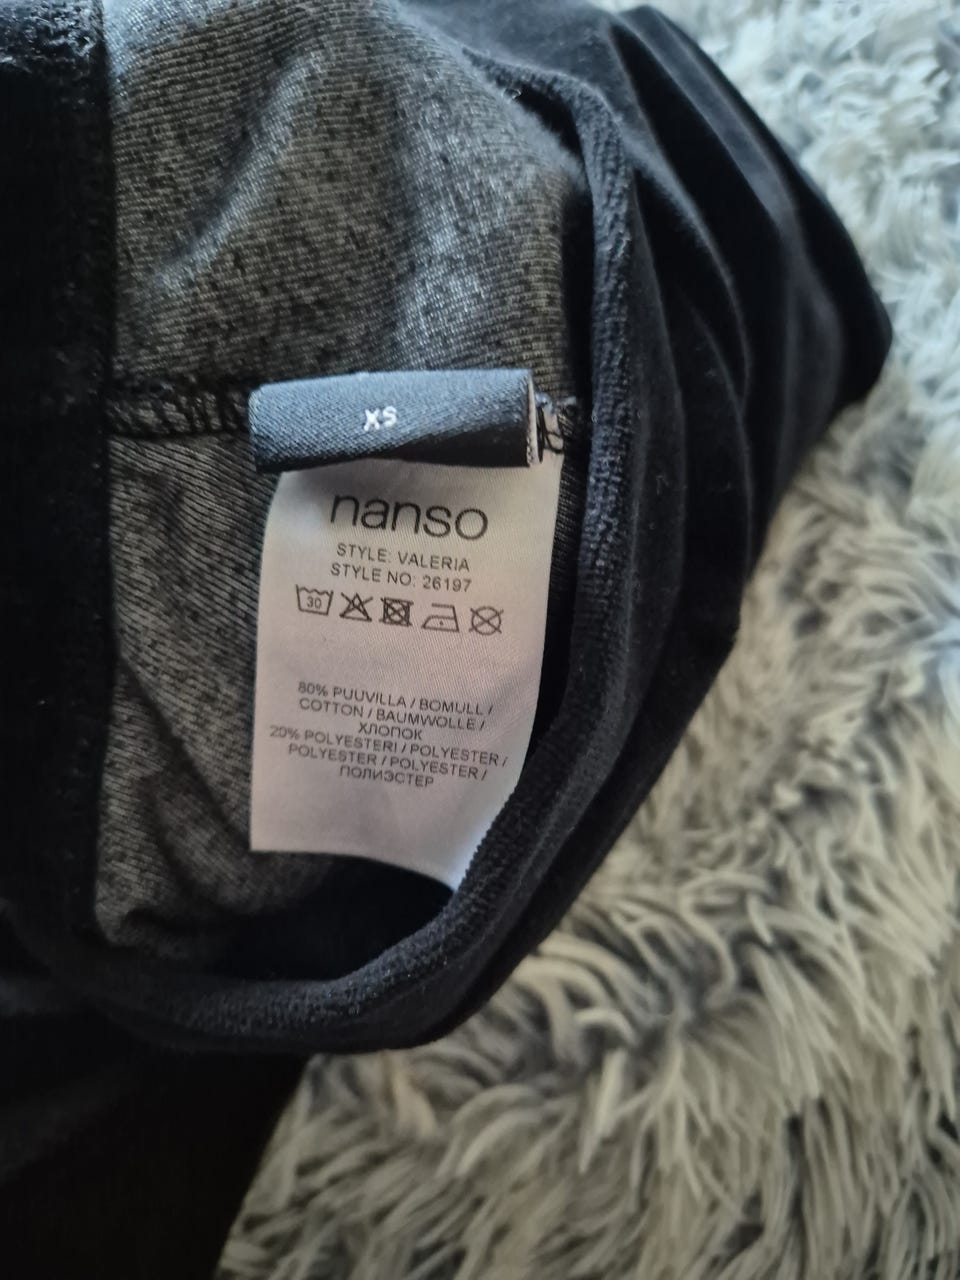 XS
nanso
STYLE: VALERIA
STYLE NO: 26197
30
80% PUUVILLA / BOMULL /
COTTON / BAUMWOLLE /
ХЛОПОК
20% POLYESTERI / POLYESTER /
POLYESTER / POLYESTER /
ПОЛИЭСТЕР